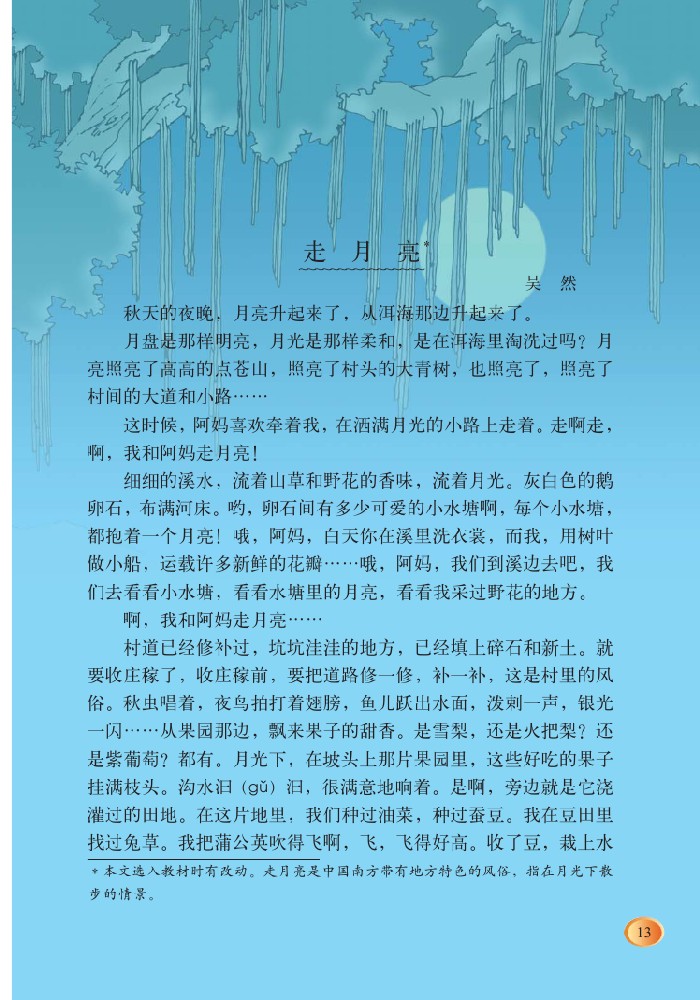 走 月 亮*
吴 然
秋天的夜晚，月亮升起来了，从洱海那边升起来了。
月盘是那样明亮，月光是那样柔和，是在洱海里淘洗过吗？月
亮照亮了高高的点苍山，照亮了村头的大青树，也照亮了，照亮了
村间的大道和小路……
这时候，阿妈喜欢牵着我，在洒满月光的小路上走着。走啊走，
啊，我和阿妈走月亮！
细细的溪水，流着山草和野花的香味，流着月光。灰白色的鹅
卵石，布满河床。哟，卵石间有多少可爱的小水塘啊，每个小水塘，
都抱着一个月亮！哦，阿妈，白天你在溪里洗衣裳，而我，用树叶
做小船，运载许多新鲜的花瓣……哦，阿妈，我们到溪边去吧，我
们去看看小水塘，看看水塘里的月亮，看看我采过野花的地方。
啊，我和阿妈走月亮……
村道已经修补过，坑坑洼洼的地方，已经填上碎石和新土。就
要收庄稼了，收庄稼前，要把道路修一修，补一补，这是村里的风
俗。秋虫唱着，夜鸟拍打着翅膀，鱼儿跃出水面，泼剌一声，银光
一闪……从果园那边，飘来果子的甜香。是雪梨，还是火把梨？还
是紫葡萄？都有。月光下，在坡头上那片果园里，这些好吃的果子
挂满枝头。沟水汩（gǔ）汩，很满意地响着。是啊，旁边就是它浇
灌过的田地。在这片地里，我们种过油菜，种过蚕豆。我在豆田里
找过兔草。我把蒲公英吹得飞啊，飞，飞得好高。收了豆，栽上水
* 本文选入教材时有改动。走月亮是中国南方带有地方特色的风俗，指在月光下散
步的情景。
13